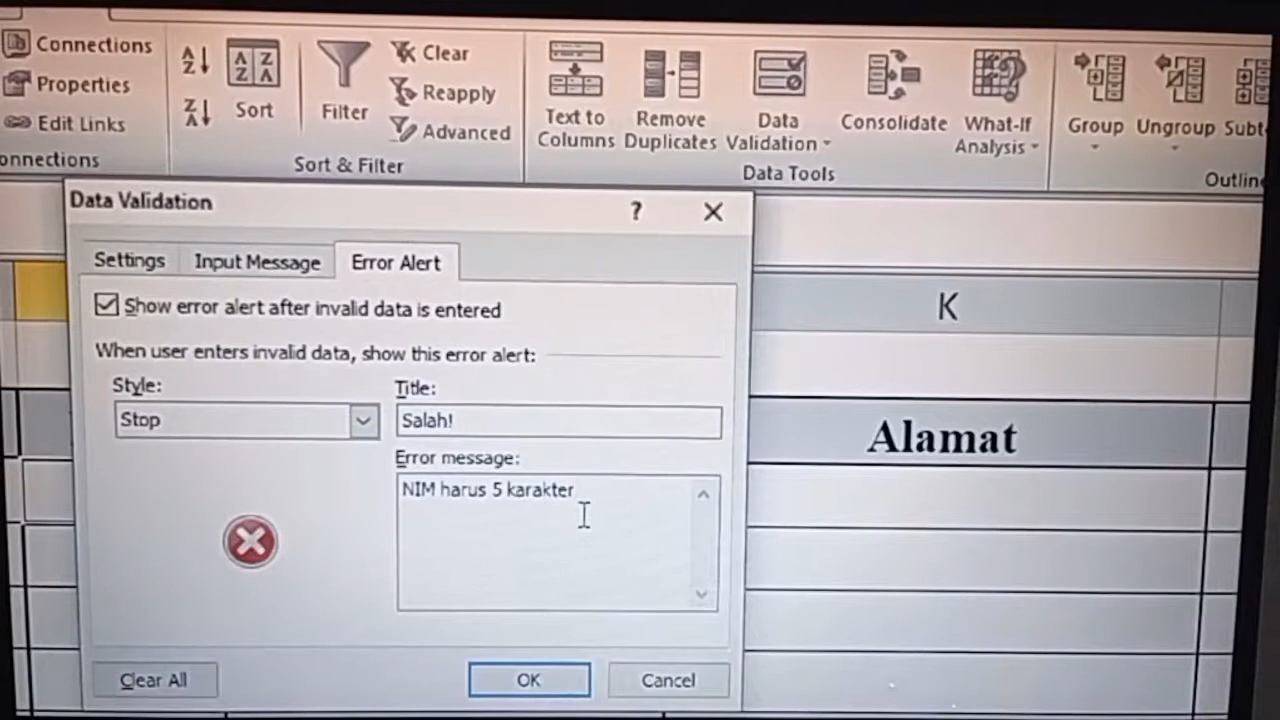 Connections
Properties
Edit Links
onnections
Sort
Filter
Clear
Reapply
Advanced
Sort & Filter
Text to
Columns
Remove
Duplicates
Data
Validation
Consolidate
What-If
Analysis
Data Tools
Group
Ungroup
Subt
Outline
Data Validation
?
Settings
Input Message
Error Alert
Show error alert after invalid data is entered
When user enters invalid data, show this error alert:
Style:
Title:
Stop
Salah!
Error message:
NIM harus 5 karakter
Clear All
OK
Cancel
K
Alamat